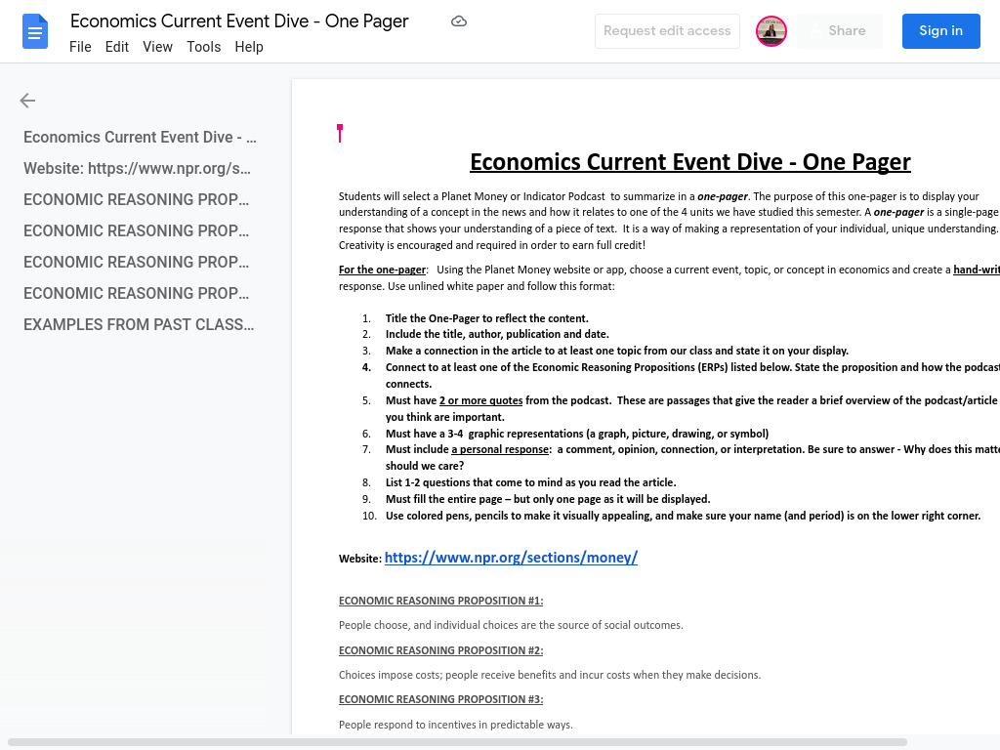 Economics Current Event Dive - One Pager
File Edit View Tools Help
Request edit access
Share
Sign in
Economics Current Event Dive - …
Website: https://www.npr.org/s…
ECONOMIC REASONING PROP…
ECONOMIC REASONING PROP…
ECONOMIC REASONING PROP…
ECONOMIC REASONING PROP…
EXAMPLES FROM PAST CLASS…
Economics Current Event Dive - One Pager
Students will select a Planet Money or Indicator Podcast to summarize in a one-pager. The purpose of this one-pager is to display your
understanding of a concept in the news and how it relates to one of the 4 units we have studied this semester. A one-pager is a single-page
response that shows your understanding of a piece of text. It is a way of making a representation of your individual, unique understanding.
Creativity is encouraged and required in order to earn full credit!
For the one-pager: Using the Planet Money website or app, choose a current event, topic, or concept in economics and create a hand-writ
response. Use unlined white paper and follow this format:
1. Title the One-Pager to reflect the content.
2. Include the title, author, publication and date.
3. Make a connection in the article to at least one topic from our class and state it on your display.
4. Connect to at least one of the Economic Reasoning Propositions (ERPs) listed below. State the proposition and how the podcast
connects.
5. Must have 2 or more quotes from the podcast. These are passages that give the reader a brief overview of the podcast/article
you think are important.
6. Must have a 3-4 graphic representations (a graph, picture, drawing, or symbol)
7. Must include a personal response: a comment, opinion, connection, or interpretation. Be sure to answer - Why does this matte
should we care?
8. List 1-2 questions that come to mind as you read the article.
9. Must fill the entire page – but only one page as it will be displayed.
10. Use colored pens, pencils to make it visually appealing, and make sure your name (and period) is on the lower right corner.
Website: https://www.npr.org/sections/money/
ECONOMIC REASONING PROPOSITION #1:
People choose, and individual choices are the source of social outcomes.
ECONOMIC REASONING PROPOSITION #2:
Choices impose costs; people receive benefits and incur costs when they make decisions.
ECONOMIC REASONING PROPOSITION #3:
People respond to incentives in predictable ways.